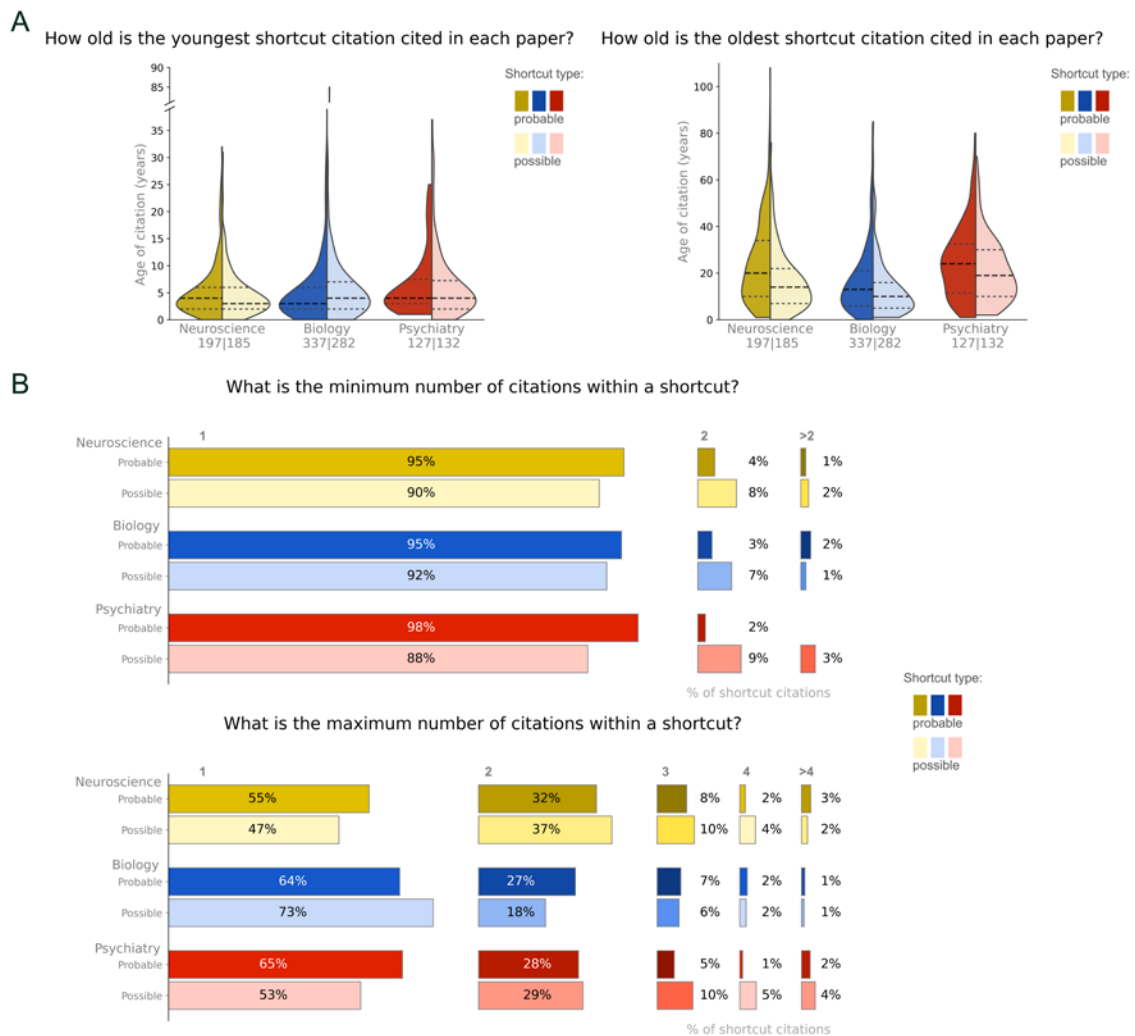 A
How old is the youngest shortcut citation cited in each paper?
90
85
35
30
25
20
15
10
5
0
Age of citation (years)
Shortcut type:
probable
possible
Neuroscience
197|185
Biology
337|282
Psychiatry
127|132
How old is the oldest shortcut citation cited in each paper?
100
80
60
40
20
0
Age of citation (years)
Shortcut type:
probable
possible
Neuroscience
197|185
Biology
337|282
Psychiatry
127|132
B
What is the minimum number of citations within a shortcut?
1 2 >2
Neuroscience
Probable 95% 4% 1%
Possible 90% 8% 2%
Biology
Probable 95% 3% 2%
Possible 92% 7% 1%
Psychiatry
Probable 98% 2%
Possible 88% 9% 3%
% of shortcut citations
Shortcut type:
probable
possible
What is the maximum number of citations within a shortcut?
1 2 3 4 >4
Neuroscience
Probable 55% 32% 8% 2% 3%
Possible 47% 37% 10% 4% 2%
Biology
Probable 64% 27% 7% 2% 1%
Possible 73% 18% 6% 2% 1%
Psychiatry
Probable 65% 28% 5% 1% 2%
Possible 53% 29% 10% 5% 4%
% of shortcut citations